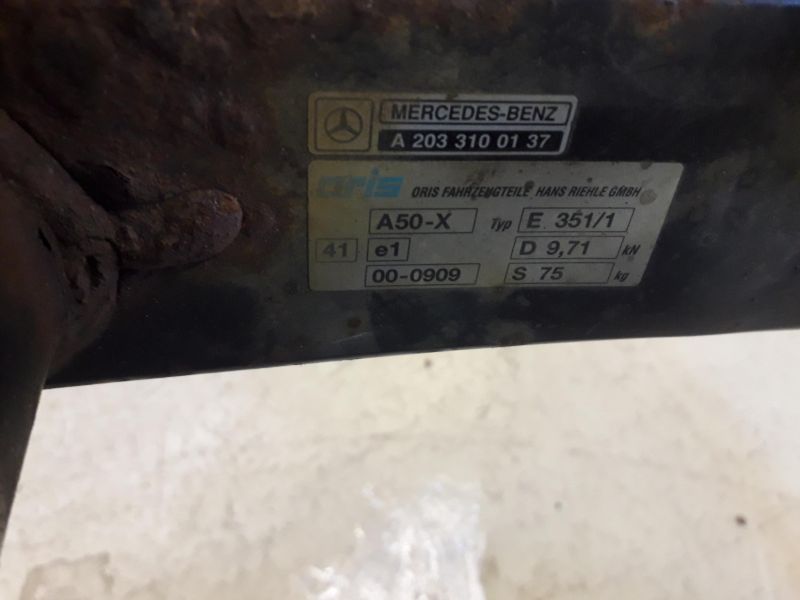 MERCEDES-BENZ
A 203 310 01 37
oris ORIS FAHRZEUGTEILE HANS RIEHLE GMBH
A50-X Typ E 351/1
41 e1 D 9,71 kN
00-0909 S 75 kg